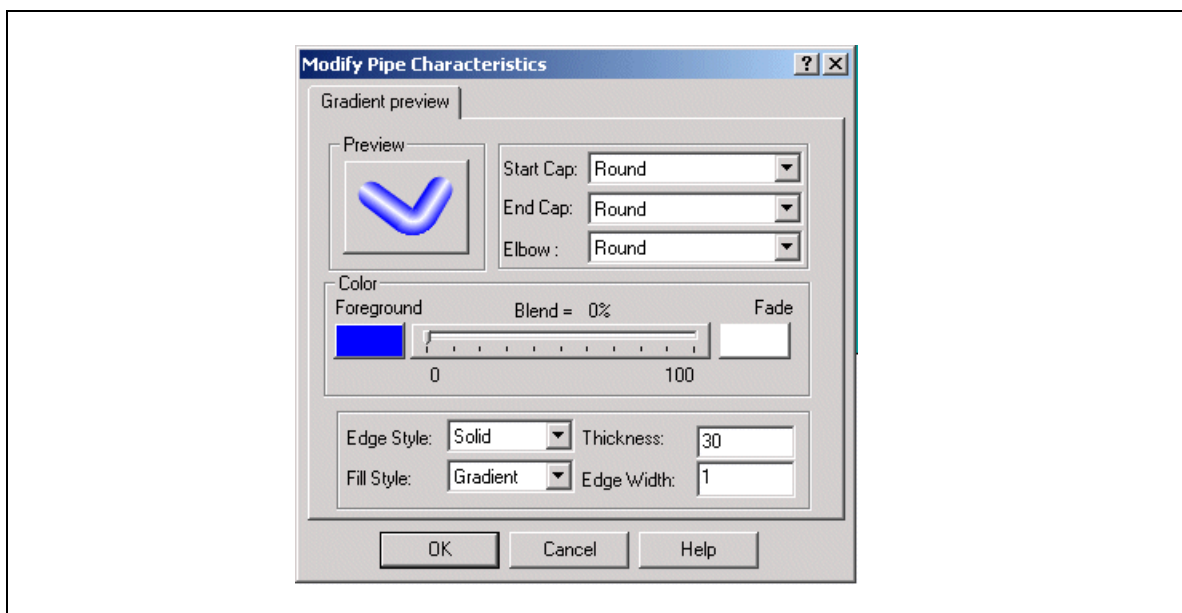 Modify Pipe Characteristics
Gradient preview
Preview
Start Cap: Round
End Cap: Round
Elbow : Round
Color
Foreground Blend = 0% Fade
0 100
Edge Style: Solid Thickness: 30
Fill Style: Gradient Edge Width: 1
OK Cancel Help